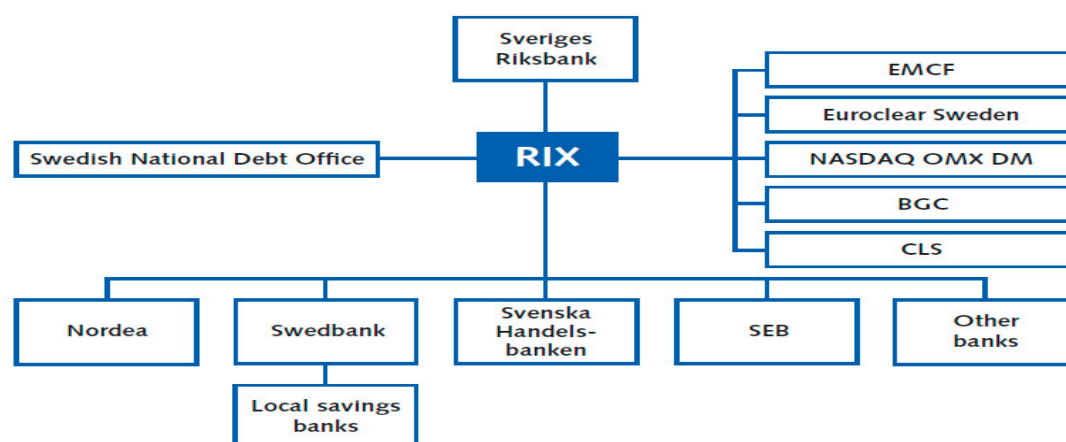 Sveriges
Riksbank
EMCF
Euroclear Sweden
Swedish National Debt Office
RIX
NASDAQ OMX DM
BGC
CLS
Nordea
Swedbank
Svenska
Handels-
banken
SEB
Other
banks
Local savings
banks